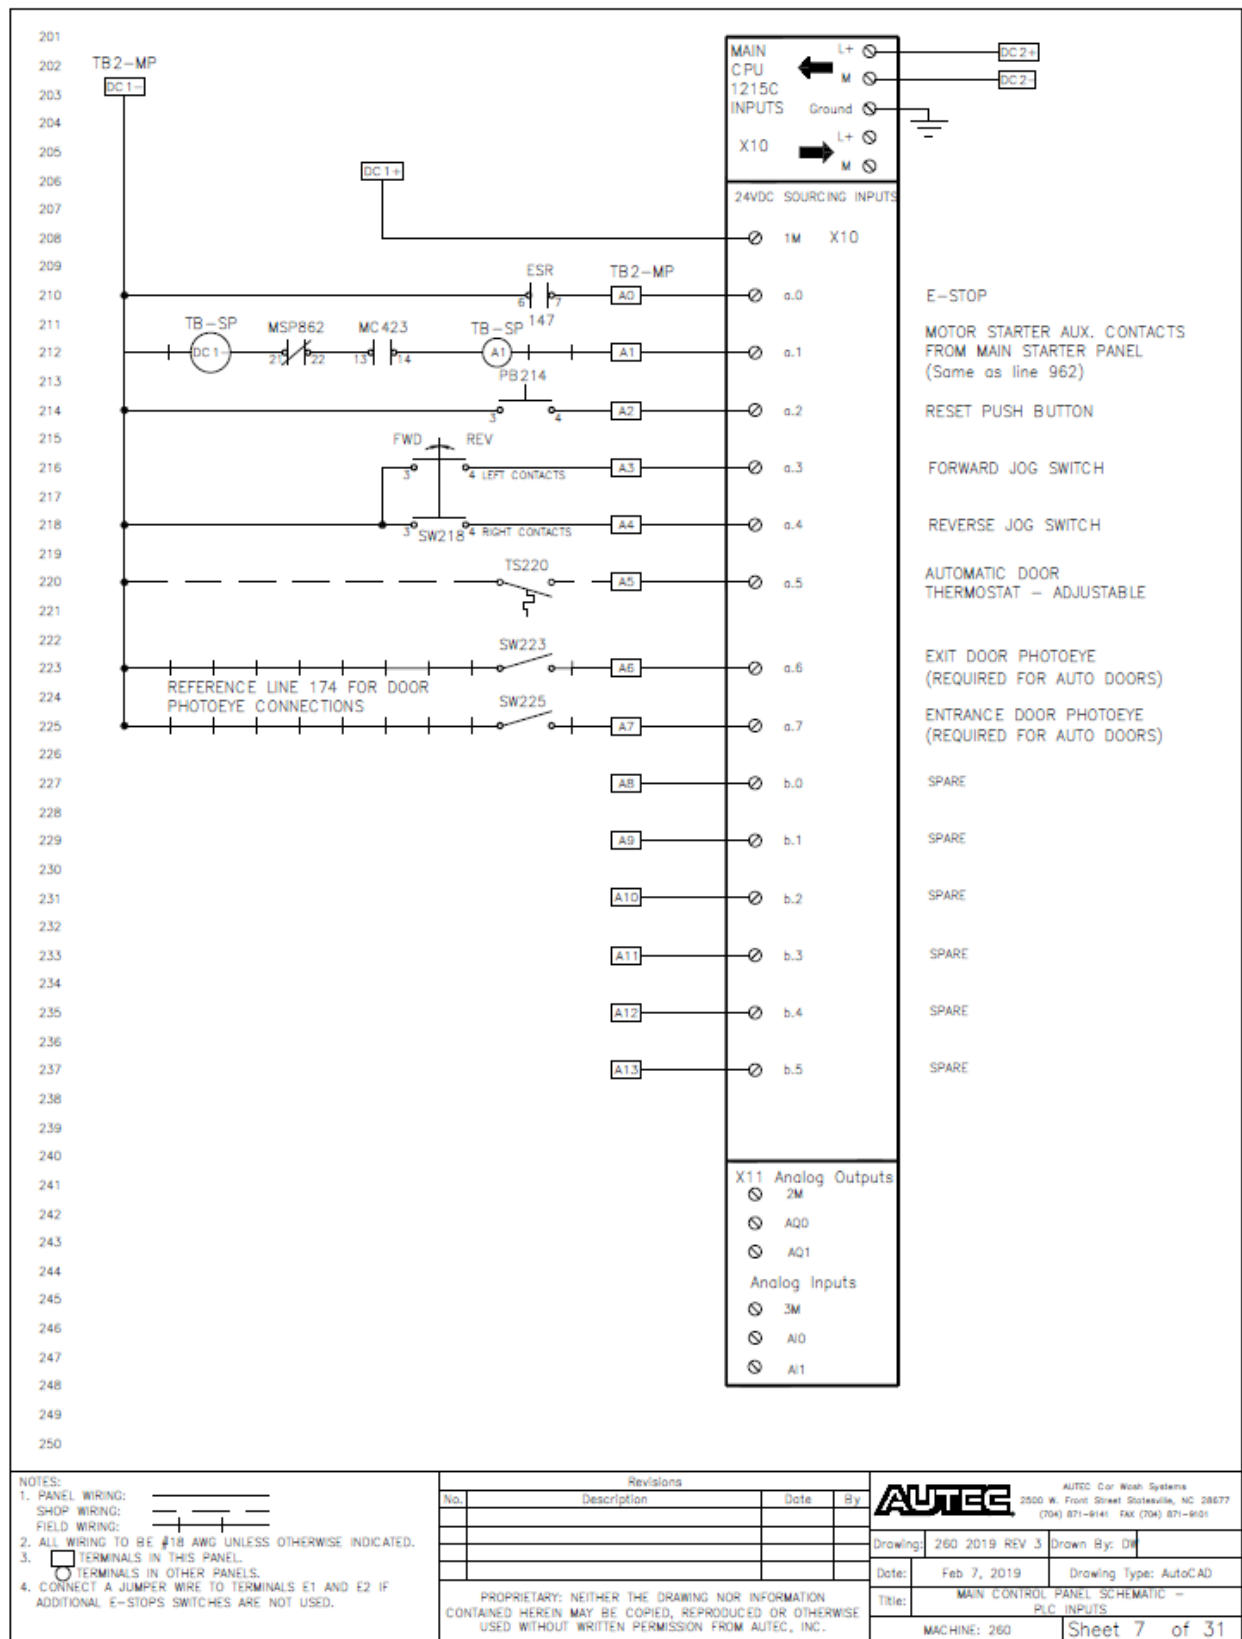 201
202
203
204
205
206
207
208
209
210
211
212
213
214
215
216
217
218
219
220
221
222
223
224
225
226
227
228
229
230
231
232
233
234
235
236
237
238
239
240
241
242
243
244
245
246
247
248
249
250
TB2-MP
DC1-
DC1+
MAIN
CPU
1215C
INPUTS
X10
L+
M
Ground
L+
M
DC2+
DC2-
24VDC SOURCING INPUTS
1M X10
ESR
TB2-MP
6 7
147
A0
a.0
E-STOP
TB-SP
DC1-
MSP862
21 22
MC423
13 14
TB-SP
A1
A1
a.1
MOTOR STARTER AUX. CONTACTS
FROM MAIN STARTER PANEL
(Same as line 962)
PB214
3 4
A2
a.2
RESET PUSH BUTTON
FWD REV
3 4 LEFT CONTACTS
A3
a.3
FORWARD JOG SWITCH
3 SW218 4 RIGHT CONTACTS
A4
a.4
REVERSE JOG SWITCH
TS220
A5
a.5
AUTOMATIC DOOR
THERMOSTAT - ADJUSTABLE
SW223
A6
a.6
EXIT DOOR PHOTOEYE
(REQUIRED FOR AUTO DOORS)
REFERENCE LINE 174 FOR DOOR
PHOTOEYE CONNECTIONS
SW225
A7
a.7
ENTRANCE DOOR PHOTOEYE
(REQUIRED FOR AUTO DOORS)
A8 b.0 SPARE
A9 b.1 SPARE
A10 b.2 SPARE
A11 b.3 SPARE
A12 b.4 SPARE
A13 b.5 SPARE
X11 Analog Outputs
2M
AQ0
AQ1
Analog Inputs
3M
AI0
AI1
NOTES:
1. PANEL WIRING:
SHOP WIRING:
FIELD WIRING:
2. ALL WIRING TO BE #18 AWG UNLESS OTHERWISE INDICATED.
3. TERMINALS IN THIS PANEL.
TERMINALS IN OTHER PANELS.
4. CONNECT A JUMPER WIRE TO TERMINALS E1 AND E2 IF
ADDITIONAL E-STOPS SWITCHES ARE NOT USED.
Revisions
No. Description Date By
PROPRIETARY: NEITHER THE DRAWING NOR INFORMATION
CONTAINED HEREIN MAY BE COPIED, REPRODUCED OR OTHERWISE
USED WITHOUT WRITTEN PERMISSION FROM AUTEC, INC.
AUTEC
AUTEC Car Wash Systems
2500 W. Front Street Statesville, NC 28677
(704) 871-9141 FAX (704) 871-9101
Drawing: 260 2019 REV 3 Drawn By: DW
Date: Feb 7, 2019 Drawing Type: AutoCAD
Title: MAIN CONTROL PANEL SCHEMATIC -
PLC INPUTS
MACHINE: 260 Sheet 7 of 31